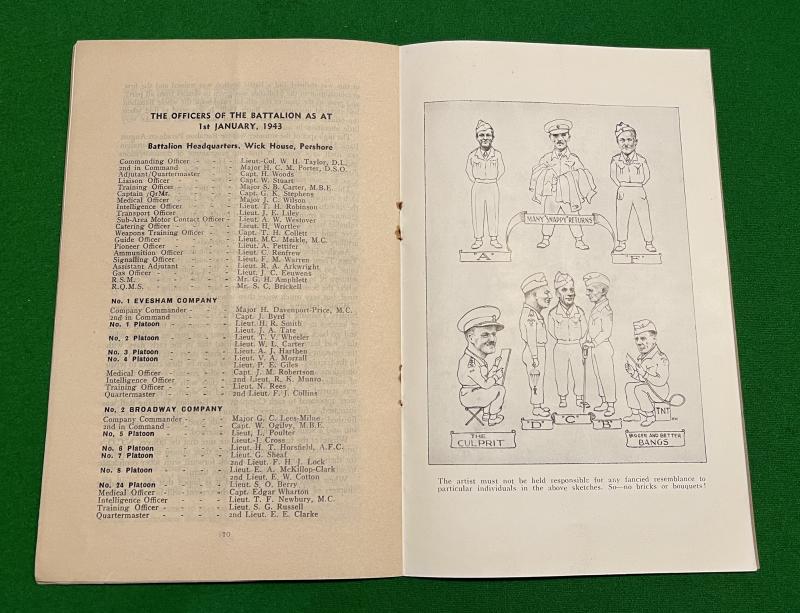 THE OFFICERS OF THE BATTALION AS AT
1st JANUARY, 1943
Battalion Headquarters, Wick House, Pershore
Commanding Officer - - Lieut.-Col. W. H. Taylor, D.L.
2nd in Command - - Major H. C. M. Porter, D.S.O.
Adjutant/Quartermaster - - Capt. H. Woods
Liaison Officer - - Capt. W. Stuart
Training Officer - - Major S. B. Carter, M.B.E.
Captain /Qr.Mr. - - Capt. G. K. Stephens
Medical Officer - - Major J. C. Wilson
Intelligence Officer - - Lieut. T. H. Robinson
Transport Officer - - Lieut. J. E. Liley
Sub-Area Motor Contact Officer - Lieut. A. W. Westover
Catering Officer - - Lieut. H. Wortley
Weapons Training Officer - - Capt. T. H. Collett
Guide Officer - - Lieut. M.C. Meikle, M.C.
Pioneer Officer - - Lieut. A. Pettifer
Ammunition Officer - - Lieut. C. Renfrew
Signalling Officer - - Lieut. F. M. Warren
Assistant Adjutant - - Lieut. R. A. Arkwright
Gas Officer - - Lieut. J. C. Eeuwens
R.S.M. - - Mr. G. H. Amphlett
R.Q.M.S. - - Mr. S. C. Brickell
No. 1 EVESHAM COMPANY
Company Commander - - Major H. Davenport-Price, M.C.
2nd in Command - - Capt. J. Byrd
No. 1 Platoon - - Lieut. H. R. Smith
Lieut. J. A. Tate
No. 2 Platoon - - Lieut. T. V. Wheeler
Lieut. W. L. Carter
No. 3 Platoon - - Lieut. A. J. Harthen
No. 4 Platoon - - Lieut. V. A. Morrall
Lieut. P. E. Giles
Medical Officer - - Capt. J. M. Robertson
Intelligence Officer - - 2nd Lieut. R. K. Munro
Training Officer - - Lieut. N. Rees
Quartermaster - - 2nd Lieut. F. J. Collins
No. 2 BROADWAY COMPANY
Company Commander - - Major G. C. Lees-Milne
2nd in Command - - Capt. W. Ogilvy, M.B.E.
No. 5 Platoon - - Lieut. L. Poulter
Lieut. J. Cross
No. 6 Platoon - - Lieut. H. T. Horsfield, A.F.C.
No. 7 Platoon - - Lieut. G. Sheaf
2nd Lieut. F. H. J. Lock
No. 8 Platoon - - Lieut. E. A. McKillop-Clark
2nd Lieut. E. W. Cotton
No. 24 Platoon - - Lieut. S. O. Berry
Medical Officer - - Capt. Edgar Wharton
Intelligence Officer - - Lieut. T. F. Newbury, M.C.
Training Officer - - Lieut. S. G. Russell
Quartermaster - - 2nd Lieut. E. E. Clarke
MANY "SNAPPY" RETURNS
"A"
"F"
"D" "C" "B"
THE
CULPRIT
TNT
BIGGER AND BETTER
BANGS
The artist must not be held responsible for any fancied resemblance to
particular individuals in the above sketches. So—no bricks or bouquets!